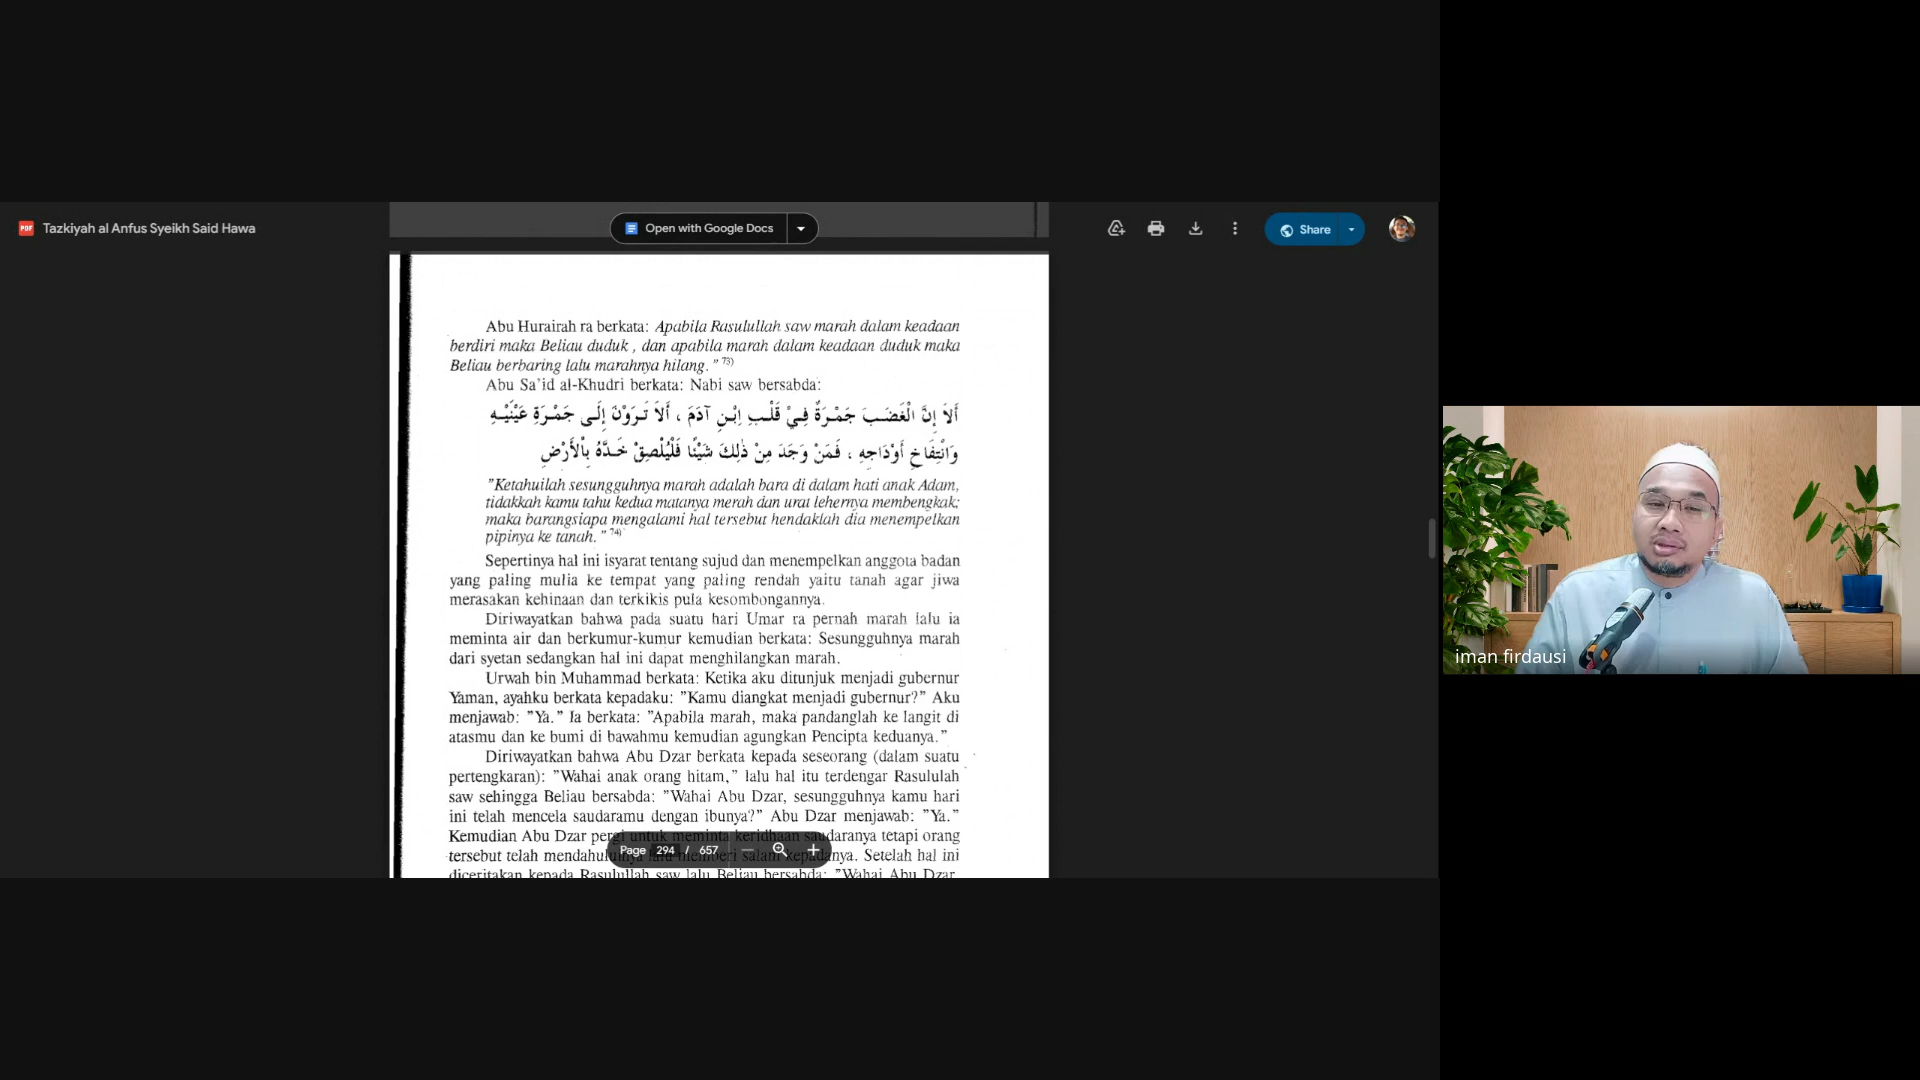 Tazkiyah al Anfus Syeikh Said Hawa
Open with Google Docs
Share
Abu Hurairah ra berkata: Apabila Rasulullah saw marah dalam keadaan
berdiri maka Beliau duduk , dan apabila marah dalam keadaan duduk maka
Beliau berbaring lalu marahnya hilang." 73)
Abu Sa'id al-Khudri berkata: Nabi saw bersabda:
أَلاَ إِنَّ الْغَضَبَ جَمْرَةٌ فِيْ قَلْبِ اِبْنِ آدَمَ ، أَلاَ تَرَوْنَ إِلَى جَمْرَةِ عَيْنَيْهِ
وَانْتِفَاخِ أَوْدَاجِهِ ، فَمَنْ وَجَدَ مِنْ ذٰلِكَ شَيْئًا فَلْيُلْصِقْ خَدَّهُ بِالْأَرْضِ
"Ketahuilah sesungguhnya marah adalah bara di dalam hati anak Adam,
tidakkah kamu tahu kedua matanya merah dan urat lehernya membengkak;
maka barangsiapa mengalami hal tersebut hendaklah dia menempelkan
pipinya ke tanah." 74)
Sepertinya hal ini isyarat tentang sujud dan menempelkan anggota badan
yang paling mulia ke tempat yang paling rendah yaitu tanah agar jiwa
merasakan kehinaan dan terkikis pula kesombongannya.
Diriwayatkan bahwa pada suatu hari Umar ra pernah marah lalu ia
meminta air dan berkumur-kumur kemudian berkata: Sesungguhnya marah
dari syetan sedangkan hal ini dapat menghilangkan marah.
Urwah bin Muhammad berkata: Ketika aku ditunjuk menjadi gubernur
Yaman, ayahku berkata kepadaku: "Kamu diangkat menjadi gubernur?" Aku
menjawab: "Ya." Ia berkata: "Apabila marah, maka pandanglah ke langit di
atasmu dan ke bumi di bawahmu kemudian agungkan Pencipta keduanya."
Diriwayatkan bahwa Abu Dzar berkata kepada seseorang (dalam suatu
pertengkaran): "Wahai anak orang hitam," lalu hal itu terdengar Rasulullah
saw sehingga Beliau bersabda: "Wahai Abu Dzar, sesungguhnya kamu hari
ini telah mencela saudaramu dengan ibunya?" Abu Dzar menjawab: "Ya."
Kemudian Abu Dzar pergi untuk meminta keridhaan saudaranya tetapi orang
tersebut telah mendahuluinya lalu memberi salam kepadanya. Setelah hal ini
diceritakan kepada Rasulullah saw lalu Beliau bersabda: "Wahai Abu Dzar,
Page 294 / 657
iman firdausi